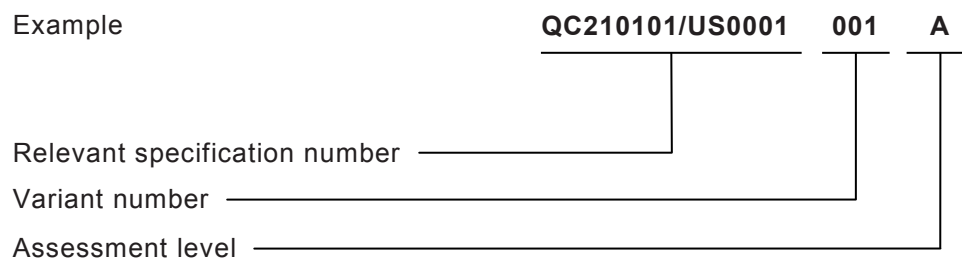 Example QC210101/US0001 001 A
Relevant specification number
Variant number
Assessment level